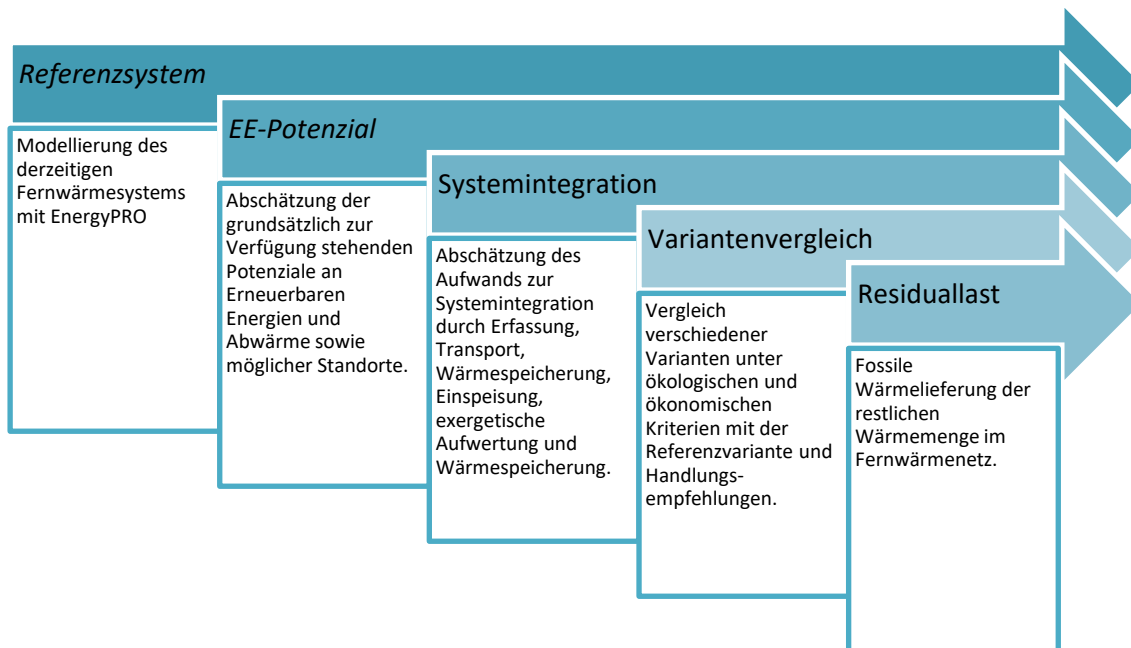 Referenzsystem
Modellierung des
derzeitigen
Fernwärmesystems
mit EnergyPRO
EE-Potenzial
Abschätzung der
grundsätzlich zur
Verfügung stehenden
Potenziale an
Erneuerbaren
Energien und
Abwärme sowie
möglicher Standorte.
Systemintegration
Abschätzung des
Aufwands zur
Systemintegration
durch Erfassung,
Transport,
Wärmespeicherung,
Einspeisung,
exergetische
Aufwertung und
Wärmespeicherung.
Variantenvergleich
Vergleich
verschiedener
Varianten unter
ökologischen und
ökonomischen
Kriterien mit der
Referenzvariante und
Handlungs-
empfehlungen.
Residuallast
Fossile
Wärmelieferung der
restlichen
Wärmemenge im
Fernwärmenetz.